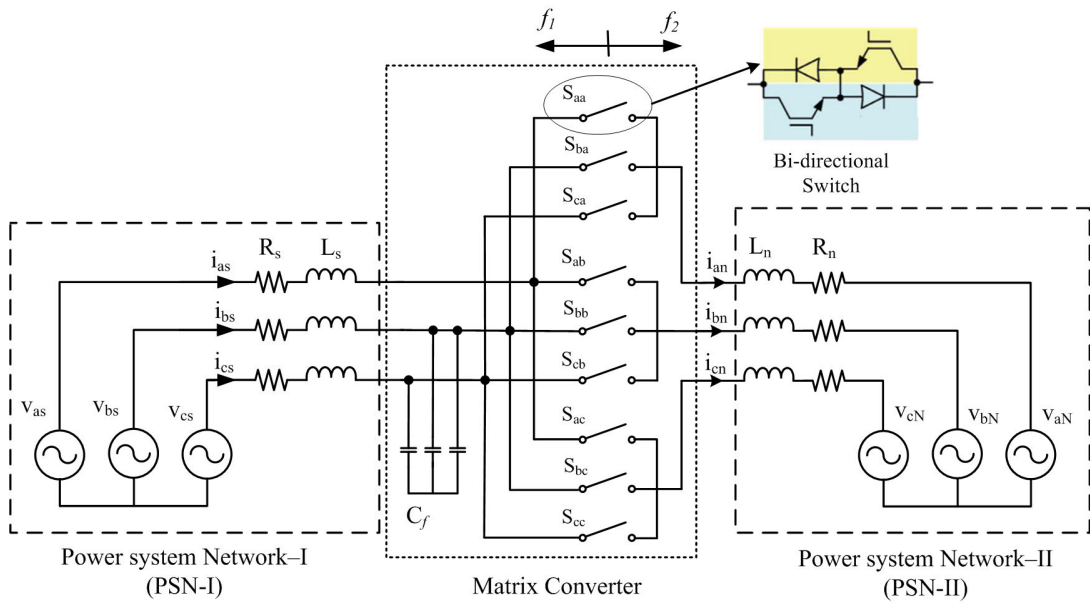 f1
f2
Saa
Sba
Sca
Sab
Sbb
Scb
Sac
Sbc
Scc
Bi-directional
Switch
Rs
Ls
ias
ibs
ics
vas
vbs
vcs
Cf
Ln
Rn
ian
ibn
icn
vcN
vbN
vaN
Power system Network–I
(PSN-I)
Matrix Converter
Power system Network–II
(PSN-II)